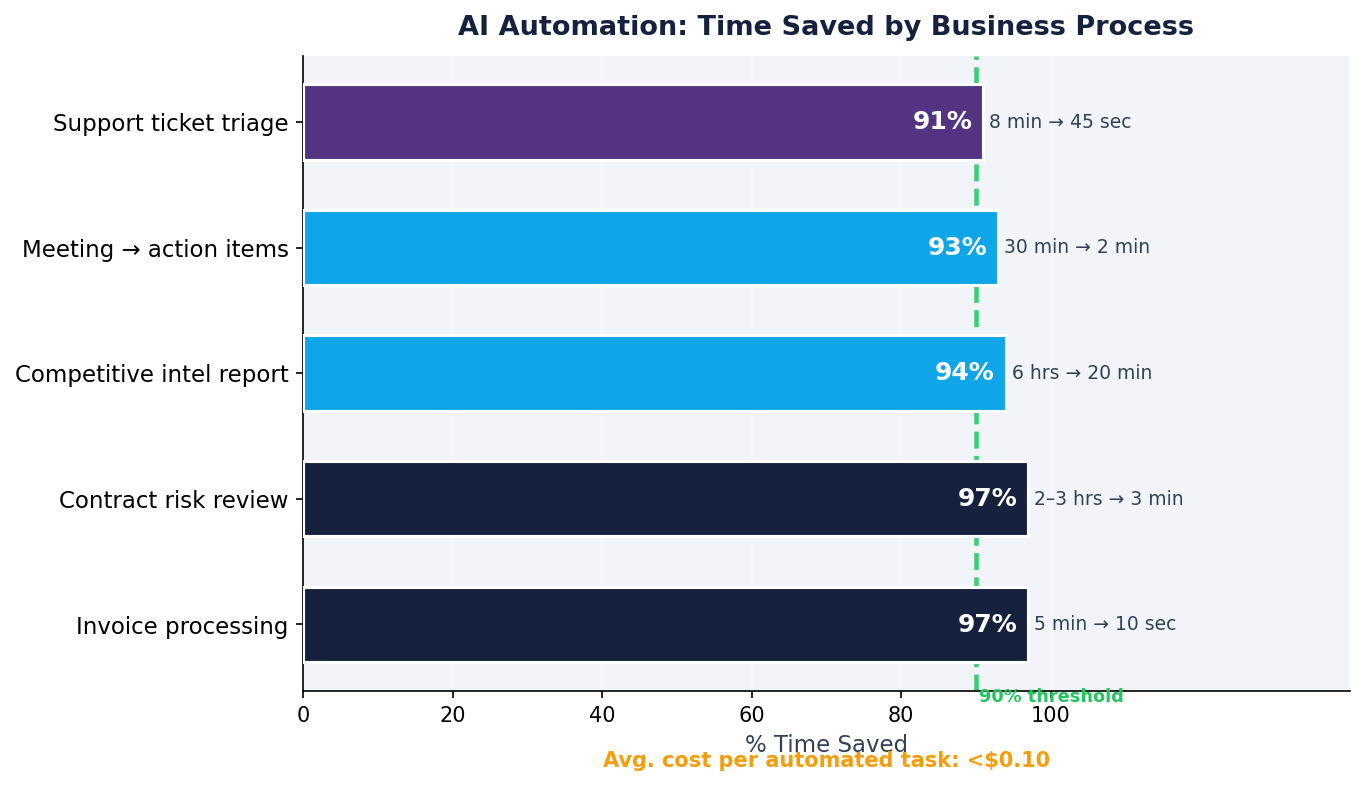 AI Automation: Time Saved by Business Process
Support ticket triage 91% 8 min → 45 sec
Meeting → action items 93% 30 min → 2 min
Competitive intel report 94% 6 hrs → 20 min
Contract risk review 97% 2–3 hrs → 3 min
Invoice processing 97% 5 min → 10 sec
90% threshold
0 20 40 60 80 100
% Time Saved
Avg. cost per automated task: <$0.10